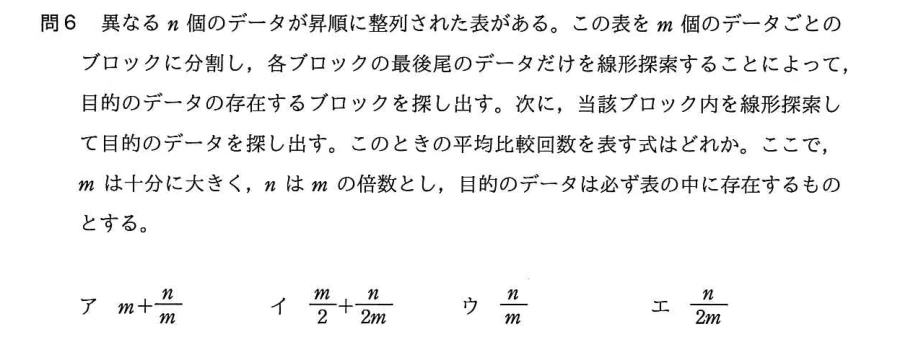 問6 異なる n 個のデータが昇順に整列された表がある。この表を m 個のデータごとの
ブロックに分割し，各ブロックの最後尾のデータだけを線形探索することによって，
目的のデータの存在するブロックを探し出す。次に，当該ブロック内を線形探索し
て目的のデータを探し出す。このときの平均比較回数を表す式はどれか。ここで，
m は十分に大きく，n は m の倍数とし，目的のデータは必ず表の中に存在するもの
とする。
ア m+n/m イ m/2+n/2m ウ n/m エ n/2m